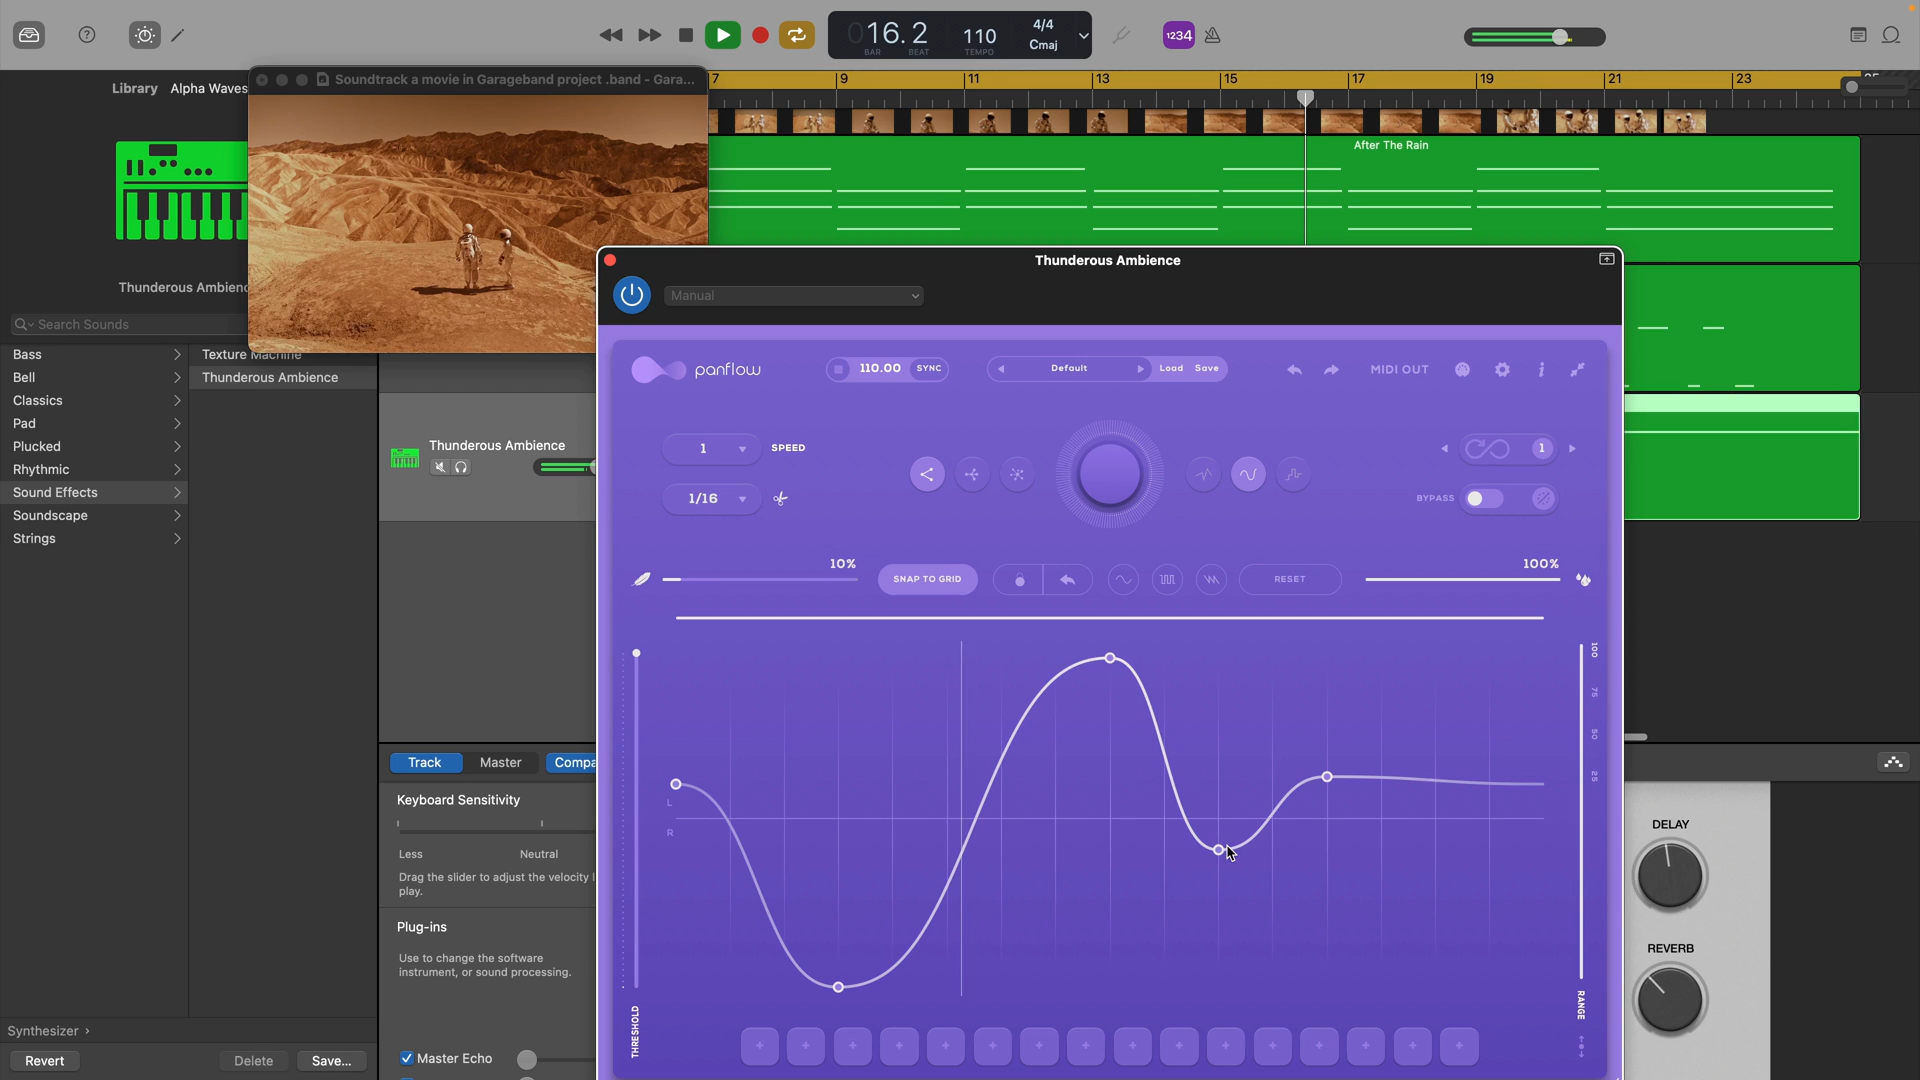 16. 2
BAR
BEAT
110
TEMPO
4/4
Cmaj
1234
Library
Alpha Waves
Soundtrack a movie in Garageband project .band - Gara...
7
9
11
13
15
17
19
21
23
After The Rain
Thunderous Ambience
Manual
Search Sounds
Bass
Bell
Classics
Pad
Plucked
Rhythmic
Sound Effects
Soundscape
Strings
Texture Machine
Thunderous Ambience
Thunderous Ambience
panflow
110.00
SYNC
Default
Load
Save
MIDI OUT
1
SPEED
1/16
1
BYPASS
10%
SNAP TO GRID
RESET
100%
L
R
100
75
50
25
THRESHOLD
RANGE
Track
Master
Keyboard Sensitivity
Less
Neutral
Drag the slider to adjust the velocity
play.
Plug-ins
Use to change the software
instrument, or sound processing.
Master Echo
DELAY
REVERB
Synthesizer
Revert
Delete
Save...